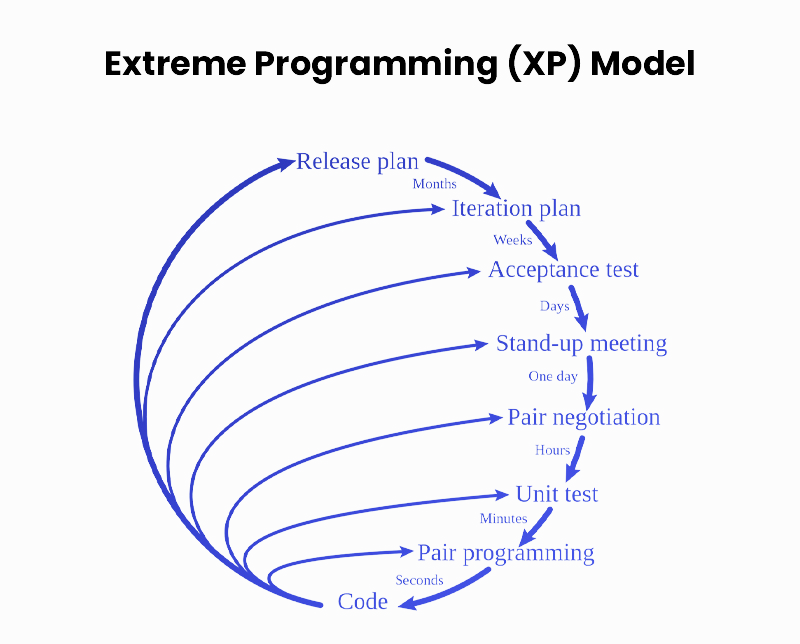 Extreme Programming (XP) Model
Release plan
Months
Iteration plan
Weeks
Acceptance test
Days
Stand-up meeting
One day
Pair negotiation
Hours
Unit test
Minutes
Pair programming
Seconds
Code